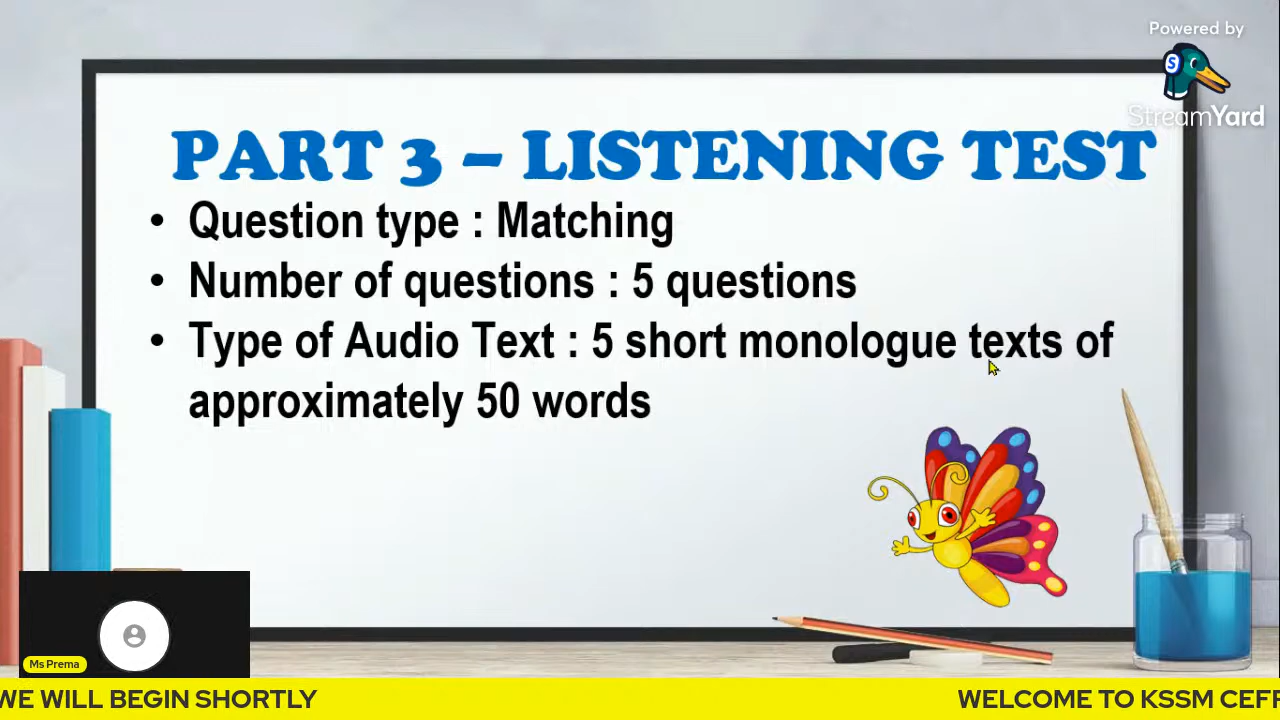 Powered by
S
StreamYard
PART 3 – LISTENING TEST
• Question type : Matching
• Number of questions : 5 questions
• Type of Audio Text : 5 short monologue texts of
approximately 50 words
Ms Prema
WE WILL BEGIN SHORTLY
WELCOME TO KSSM CEFR